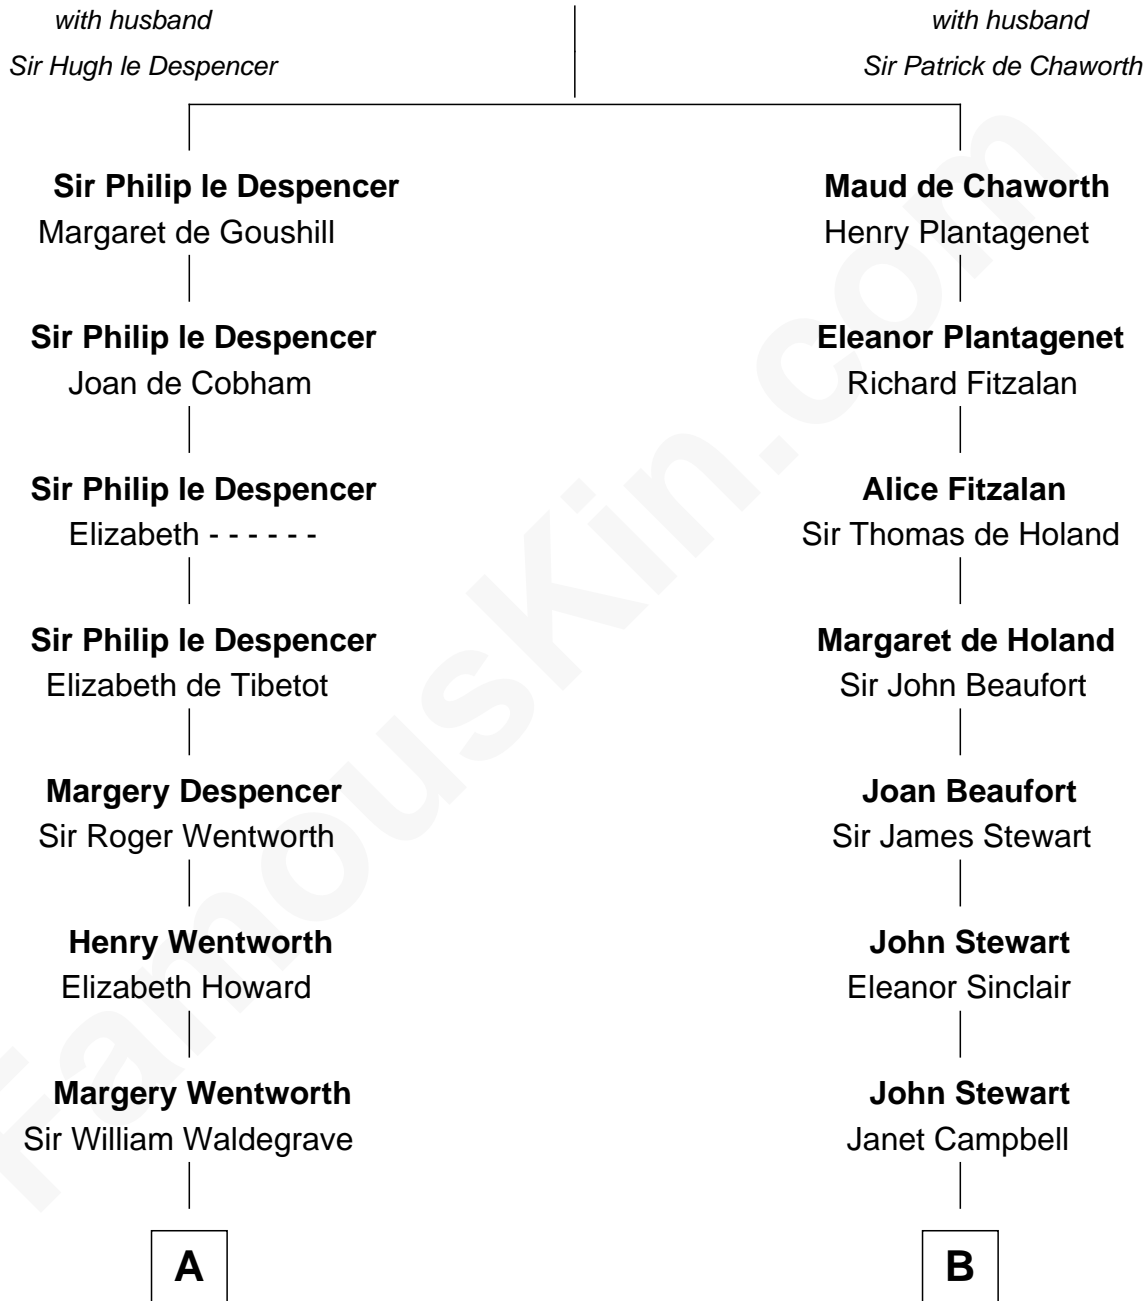 with husband
Sir Hugh le Despencer
with husband
Sir Patrick de Chaworth
Sir Philip le Despencer
Margaret de Goushill
Maud de Chaworth
Henry Plantagenet
Sir Philip le Despencer
Joan de Cobham
Eleanor Plantagenet
Richard Fitzalan
Sir Philip le Despencer
Elizabeth - - - - - -
Alice Fitzalan
Sir Thomas de Holand
Sir Philip le Despencer
Elizabeth de Tibetot
Margaret de Holand
Sir John Beaufort
Margery Despencer
Sir Roger Wentworth
Joan Beaufort
Sir James Stewart
Henry Wentworth
Elizabeth Howard
John Stewart
Eleanor Sinclair
Margery Wentworth
Sir William Waldegrave
John Stewart
Janet Campbell
A
B
FamousKin.com